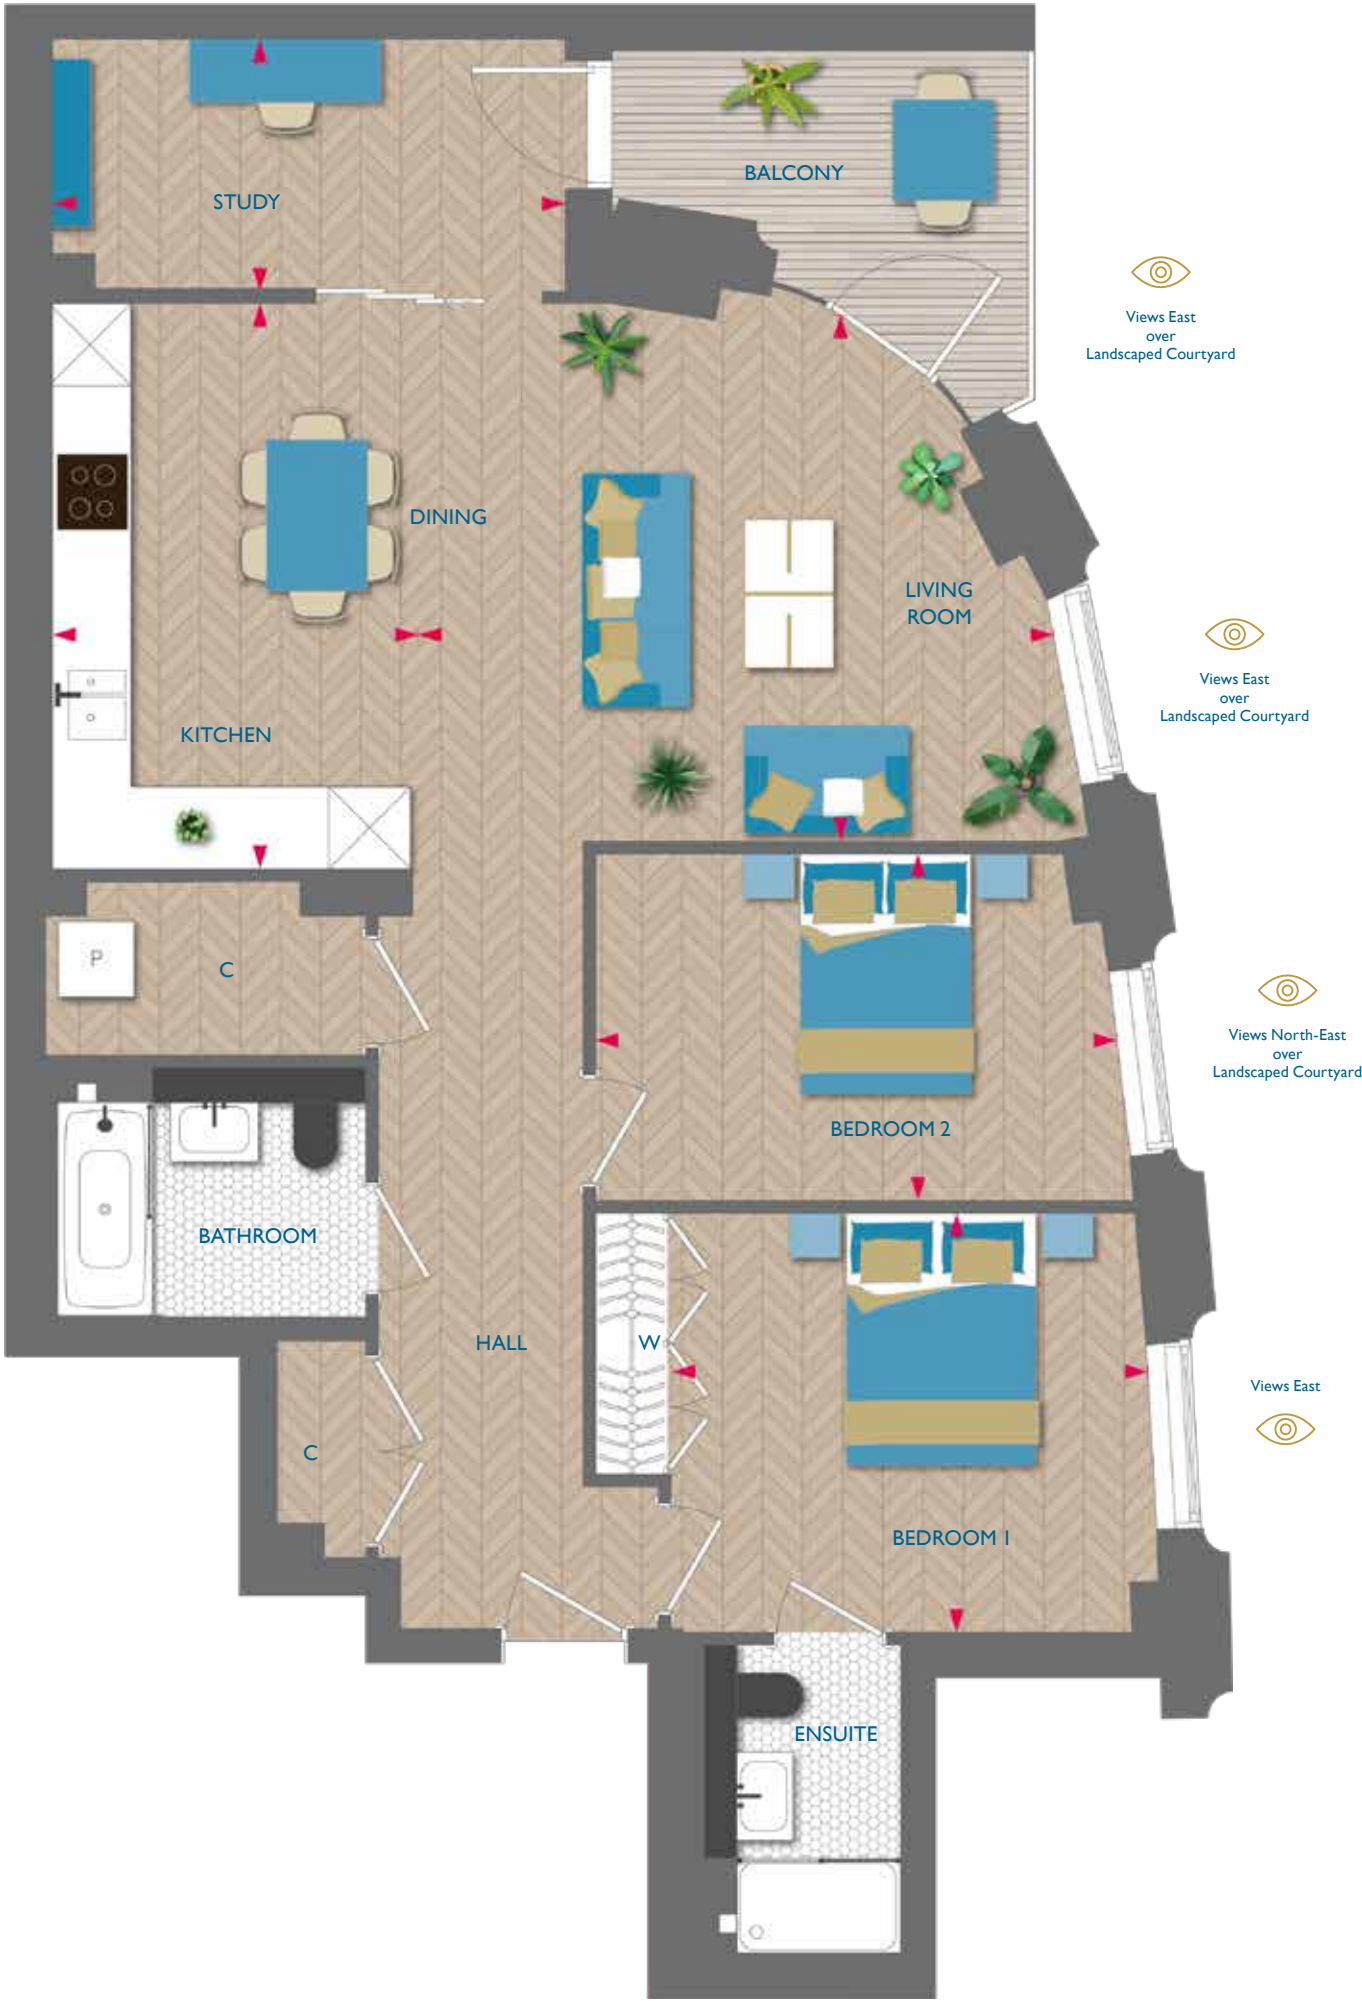 STUDY
BALCONY
Views East
over
Landscaped Courtyard
DINING
LIVING
ROOM
Views East
over
Landscaped Courtyard
KITCHEN
P
C
Views North-East
over
Landscaped Courtyard
BEDROOM 2
BATHROOM
HALL
W
Views East
C
BEDROOM 1
ENSUITE